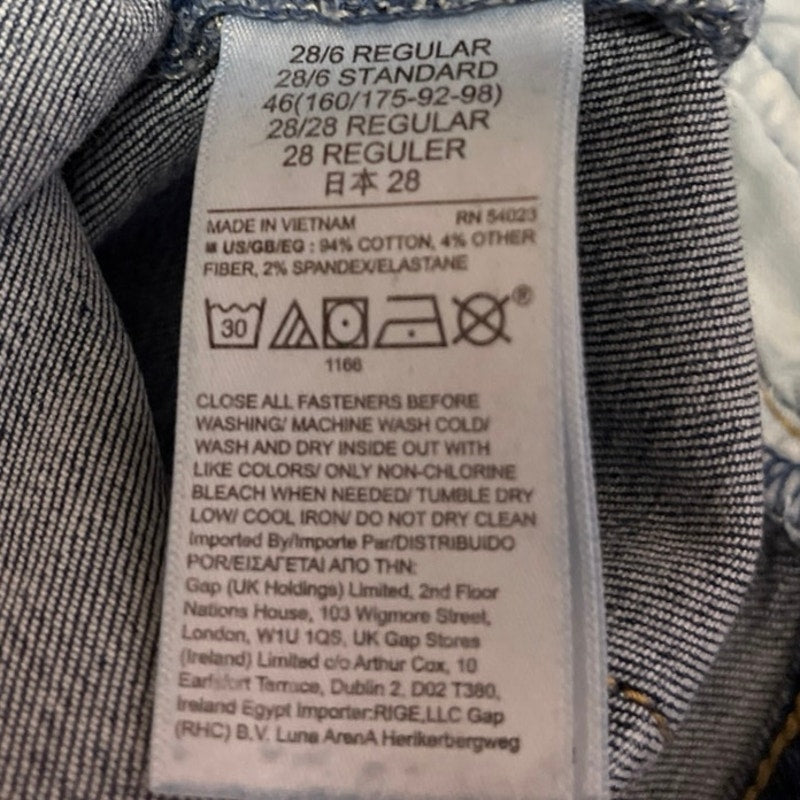 28/6 REGULAR
28/6 STANDARD
46(160/175-92-98)
28/28 REGULAR
28 REGULER
日本 28
MADE IN VIETNAM RN 54023
US/GB/EG : 94% COTTON, 4% OTHER
FIBER, 2% SPANDEX/ELASTANE
30 ®
1166
CLOSE ALL FASTENERS BEFORE
WASHING/ MACHINE WASH COLD/
WASH AND DRY INSIDE OUT WITH
LIKE COLORS/ ONLY NON-CHLORINE
BLEACH WHEN NEEDED/ TUMBLE DRY
LOW/ COOL IRON/ DO NOT DRY CLEAN
Imported By/Importe Par/DISTRIBUIDO
POR/ΕΙΣΑΓΕΤΑΙ ΑΠΟ ΤΗΝ:
Gap (UK Holdings) Limited, 2nd Floor
Nations House, 103 Wigmore Street,
London, W1U 1QS, UK Gap Stores
(Ireland) Limited c/o Arthur Cox, 10
Earlsfort Terrace, Dublin 2, D02 T380,
Ireland Egypt Importer:RIGE,LLC Gap
(RHC) B.V. Luna ArenA Herikerbergweg